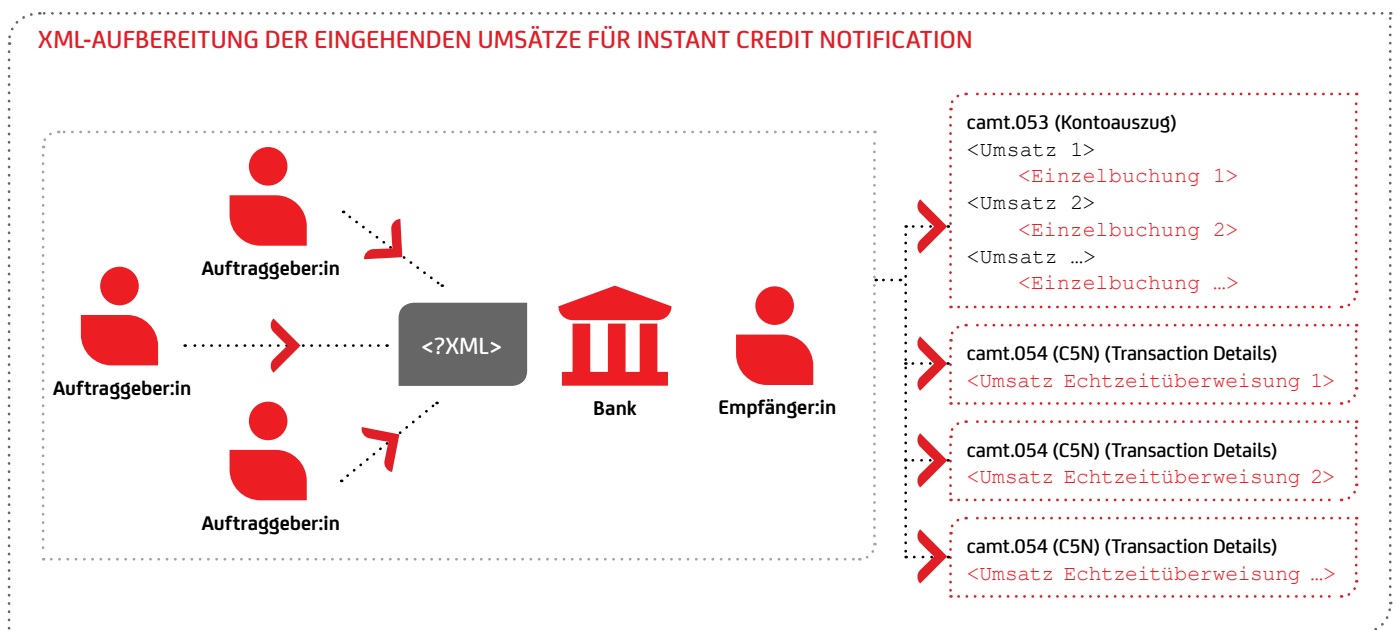 XML-AUFBEREITUNG DER EINGEHENDEN UMSÄTZE FÜR INSTANT CREDIT NOTIFICATION
Auftraggeber:in
Auftraggeber:in
Auftraggeber:in
<?XML>
Bank
Empfänger:in
camt.053 (Kontoauszug)
<Umsatz 1>
<Einzelbuchung 1>
<Umsatz 2>
<Einzelbuchung 2>
<Umsatz …>
<Einzelbuchung …>
camt.054 (C5N) (Transaction Details)
<Umsatz Echtzeitüberweisung 1>
camt.054 (C5N) (Transaction Details)
<Umsatz Echtzeitüberweisung 2>
camt.054 (C5N) (Transaction Details)
<Umsatz Echtzeitüberweisung …>